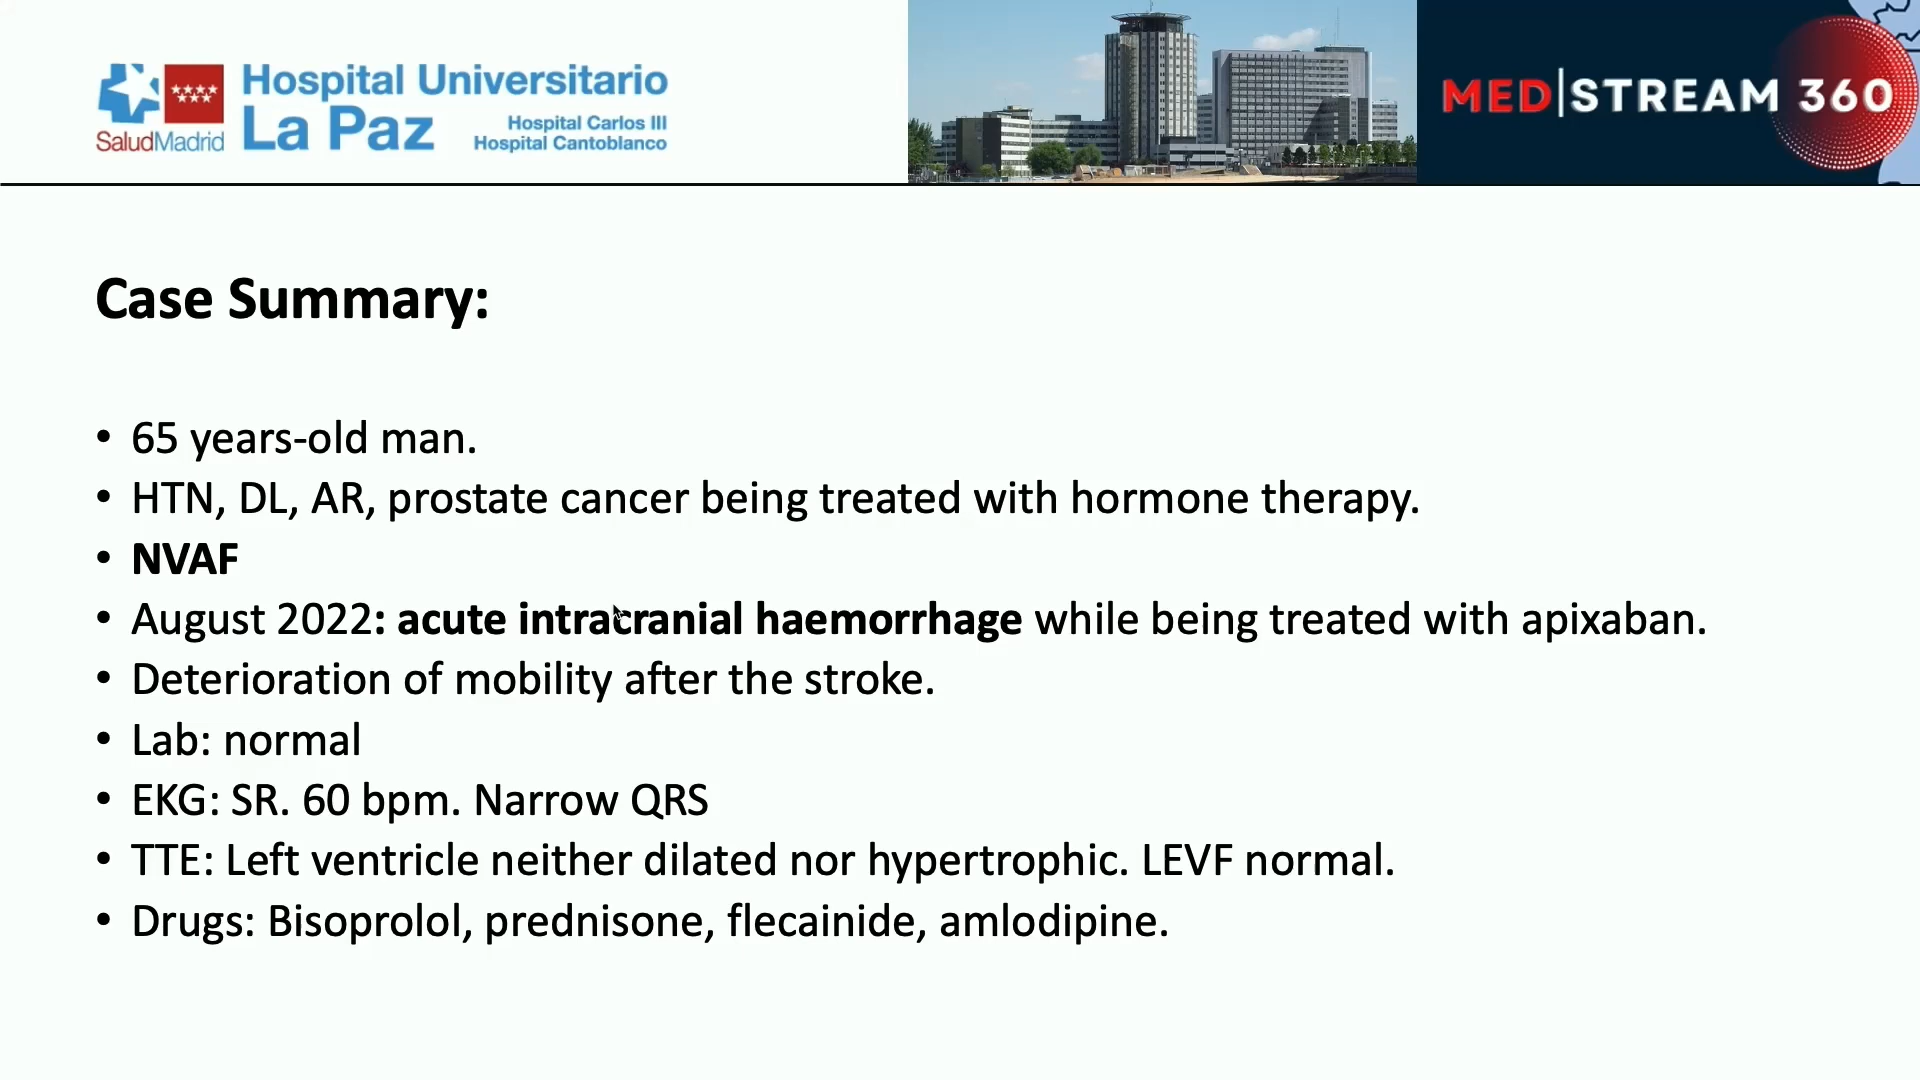 Hospital Universitario
La Paz
Hospital Carlos III
Hospital Cantoblanco
SaludMadrid
MED|STREAM 360
Case Summary:
• 65 years-old man.
• HTN, DL, AR, prostate cancer being treated with hormone therapy.
• NVAF
• August 2022: acute intracranial haemorrhage while being treated with apixaban.
• Deterioration of mobility after the stroke.
• Lab: normal
• EKG: SR. 60 bpm. Narrow QRS
• TTE: Left ventricle neither dilated nor hypertrophic. LEVF normal.
• Drugs: Bisoprolol, prednisone, flecainide, amlodipine.